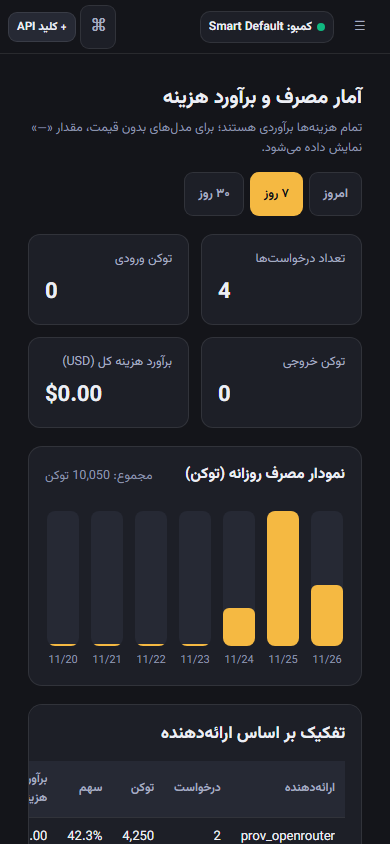 ☰
کمبو: Smart Default
⌘
+ کلید API
آمار مصرف و برآورد هزینه
تمام هزینه‌ها برآوردی هستند؛ برای مدل‌های بدون قیمت، مقدار «—»
نمایش داده می‌شود.
امروز
۷ روز
۳۰ روز
تعداد درخواست‌ها
4
توکن ورودی
0
توکن خروجی
0
برآورد هزینه کل (USD)
$0.00
نمودار مصرف روزانه (توکن)
مجموع: 10,050 توکن
11/20 11/21 11/22 11/23 11/24 11/25 11/26
تفکیک بر اساس ارائه‌دهنده
ارائه‌دهنده درخواست توکن سهم
prov_openrouter 2 4,250 42.3% .00